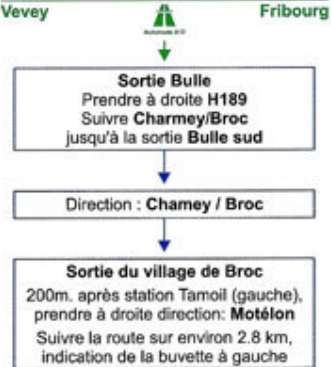 Vevey Fribourg
Autoroute A12
Sortie Bulle
Prendre à droite H189
Suivre Charmey/Broc
jusqu'à la sortie Bulle sud
Direction : Chamey / Broc
Sortie du village de Broc
200m. après station Tamoil (gauche),
prendre à droite direction: Motélon
Suivre la route sur environ 2.8 km,
indication de la buvette à gauche